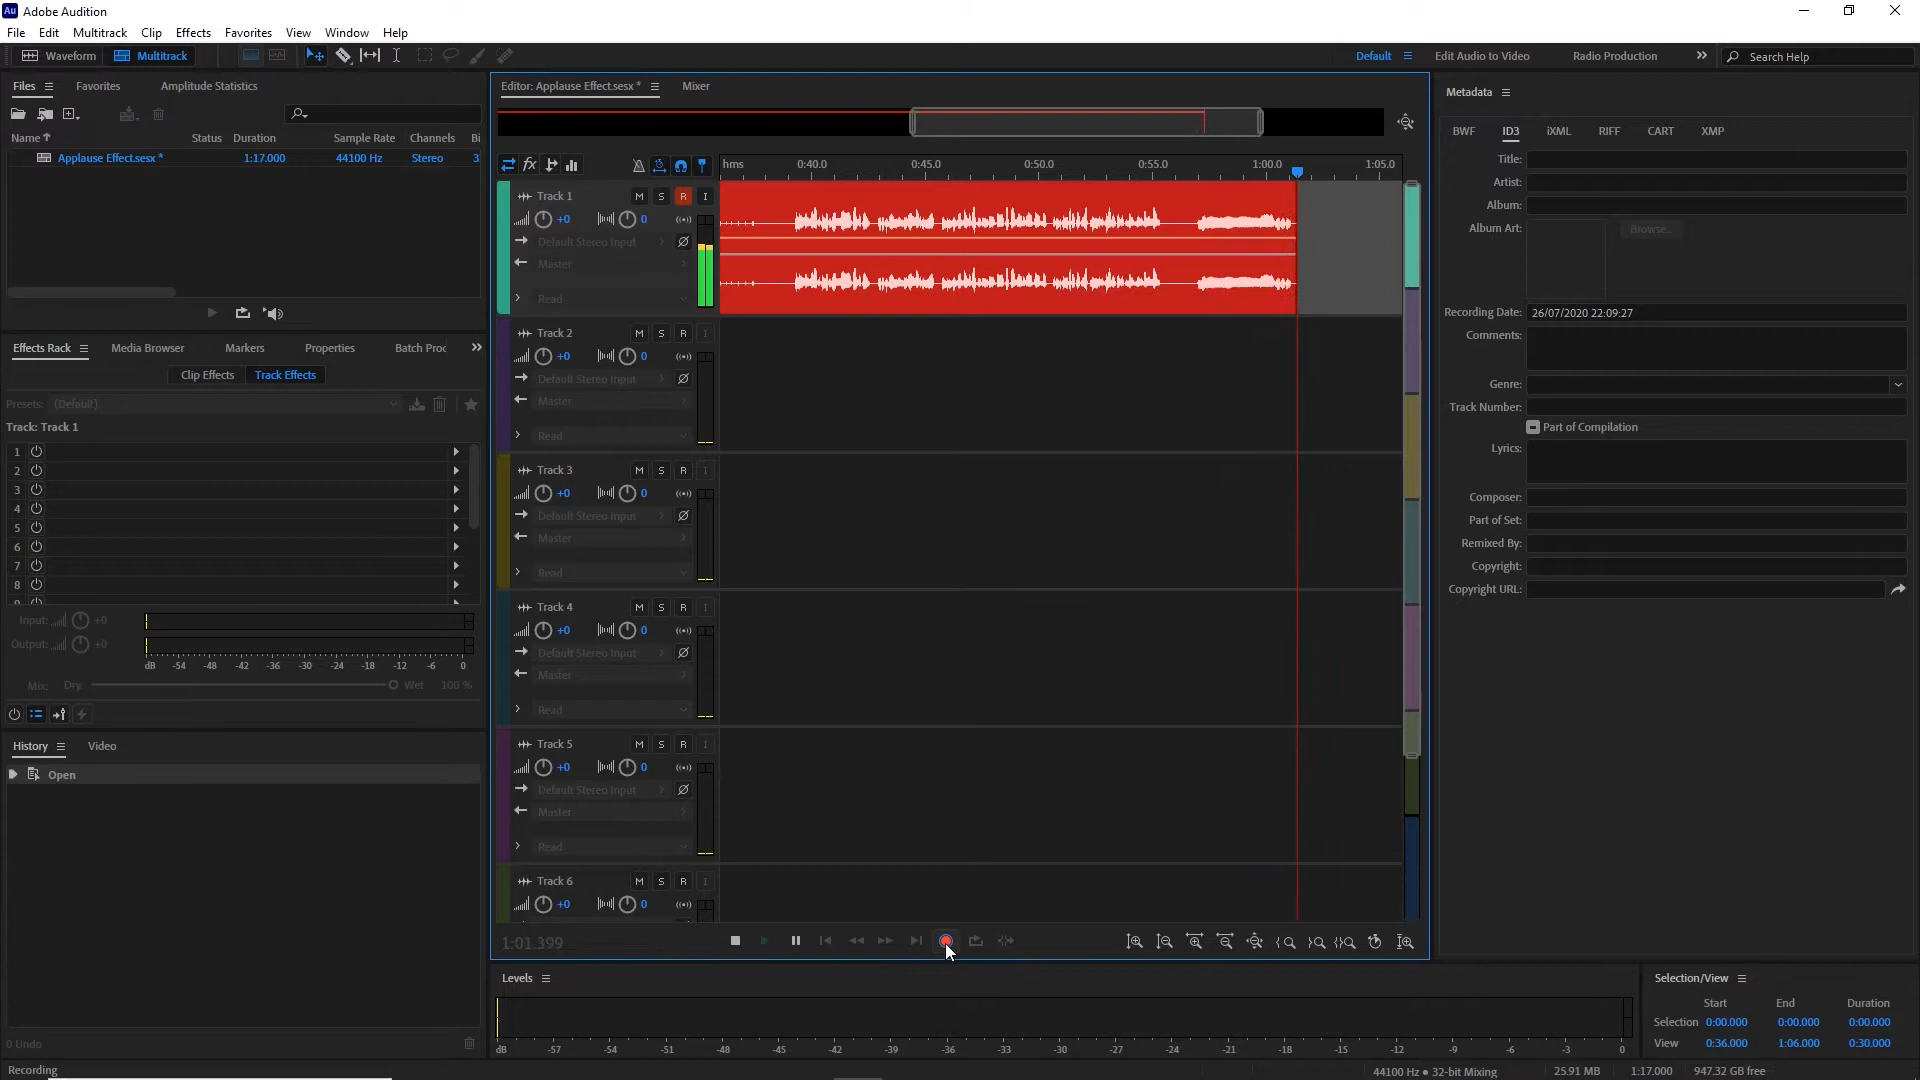 Au Adobe Audition
File Edit Multitrack Clip Effects Favorites View Window Help
Waveform Multitrack Default Edit Audio to Video Radio Production Search Help
Files Favorites Amplitude Statistics
Name Status Duration Sample Rate Channels Bi
Applause Effect.sesx * 1:17.000 44100 Hz Stereo 3
Effects Rack Media Browser Markers Properties Batch Proc
Clip Effects Track Effects
Presets: (Default)
Track: Track 1
1
2
3
4
5
6
7
8
9
Input: +0
Output: +0
dB -54 -48 -42 -36 -30 -24 -18 -12 -6 0
Mix: Dry Wet 100 %
History Video
Open
0 Undo
Recording
Editor: Applause Effect.sesx * Mixer
fx hms 0:40.0 0:45.0 0:50.0 0:55.0 1:00.0 1:05.0
Track 1 M S R I
+0 0
Default Stereo Input
Master
Read
Track 2 M S R I
+0 0
Default Stereo Input
Master
Read
Track 3 M S R I
+0 0
Default Stereo Input
Master
Read
Track 4 M S R I
+0 0
Default Stereo Input
Master
Read
Track 5 M S R I
+0 0
Default Stereo Input
Master
Read
Track 6 M S R I
+0 0
1:01.399
Levels
dB -57 -54 -51 -48 -45 -42 -39 -36 -33 -30 -27 -24 -21 -18 -15 -12 -9 -6 -3 0
Metadata
BWF ID3 iXML RIFF CART XMP
Title:
Artist:
Album:
Album Art: Browse...
Recording Date: 26/07/2020 22:09:27
Comments:
Genre:
Track Number:
Part of Compilation
Lyrics:
Composer:
Part of Set:
Remixed By:
Copyright:
Copyright URL:
Selection/View
Start End Duration
Selection 0:00.000 0:00.000 0:00.000
View 0:36.000 1:06.000 0:30.000
44100 Hz ● 32-bit Mixing 25.91 MB 1:17.000 947.32 GB free